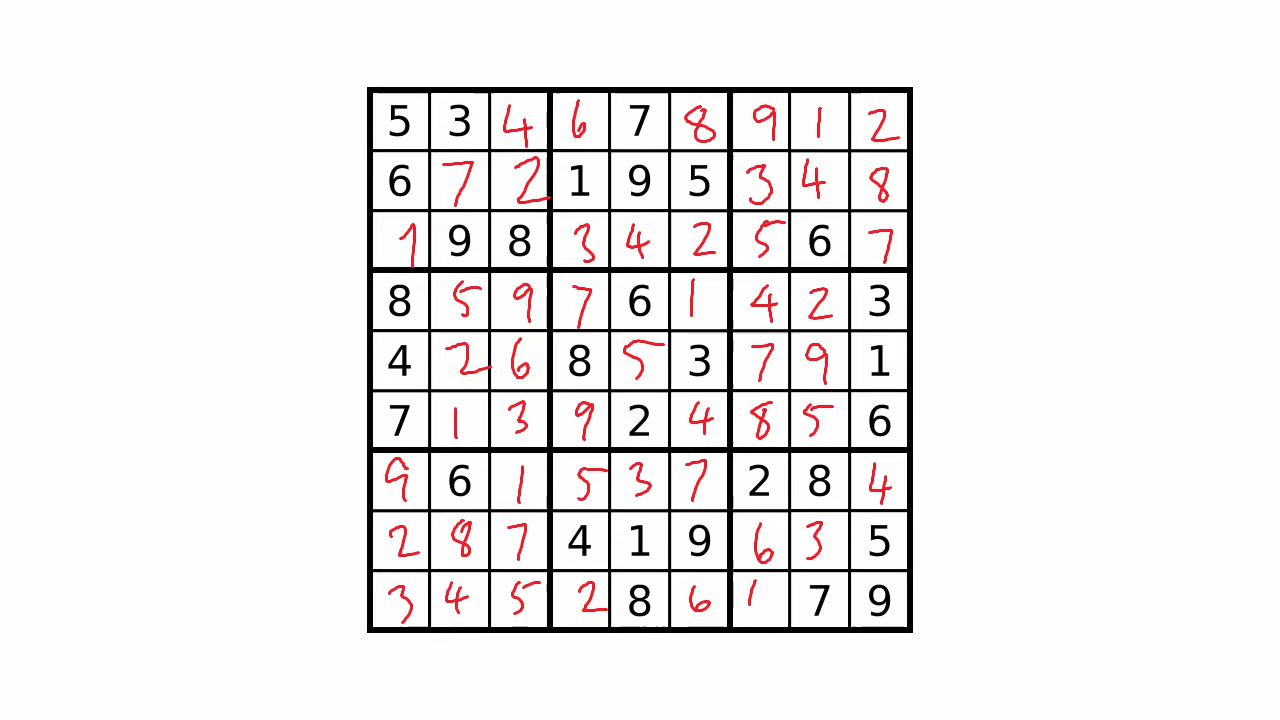 5 3 4 6 7 8 9 1 2
6 7 2 1 9 5 3 4 8
1 9 8 3 4 2 5 6 7
8 5 9 7 6 1 4 2 3
4 2 6 8 5 3 7 9 1
7 1 3 9 2 4 8 5 6
9 6 1 5 3 7 2 8 4
2 8 7 4 1 9 6 3 5
3 4 5 2 8 6 1 7 9